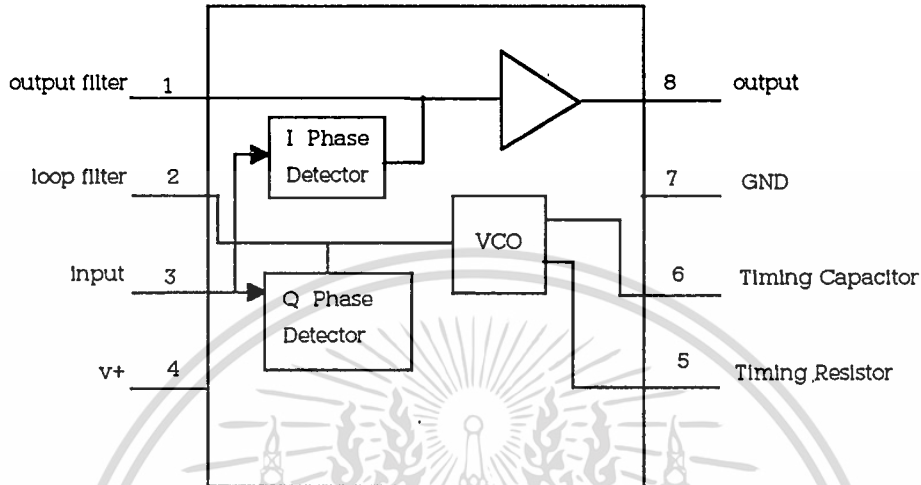 output filter 1
8 output
I Phase
Detector
loop filter 2
7 GND
VCO
input 3
6 Timing Capacitor
Q Phase
Detector
v+ 4
5 Timing Resistor